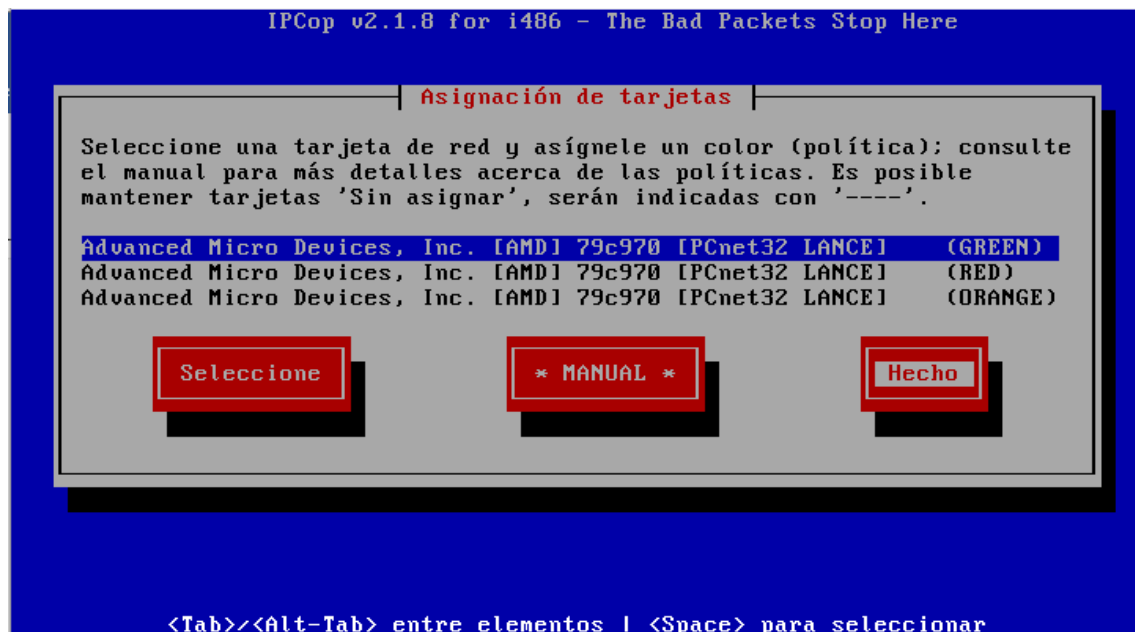 IPCop v2.1.8 for i486 - The Bad Packets Stop Here
Asignación de tarjetas
Seleccione una tarjeta de red y asígnele un color (política); consulte
el manual para más detalles acerca de las políticas. Es posible
mantener tarjetas 'Sin asignar', serán indicadas con '----'.
Advanced Micro Devices, Inc. [AMD] 79c970 [PCnet32 LANCE] (GREEN)
Advanced Micro Devices, Inc. [AMD] 79c970 [PCnet32 LANCE] (RED)
Advanced Micro Devices, Inc. [AMD] 79c970 [PCnet32 LANCE] (ORANGE)
Seleccione * MANUAL * Hecho
<Tab>/<Alt-Tab> entre elementos | <Space> para seleccionar